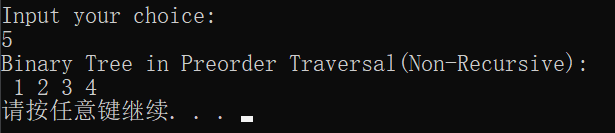 Input your choice:
5
Binary Tree in Preorder Traversal(Non-Recursive):
 1 2 3 4
请按任意键继续. . .